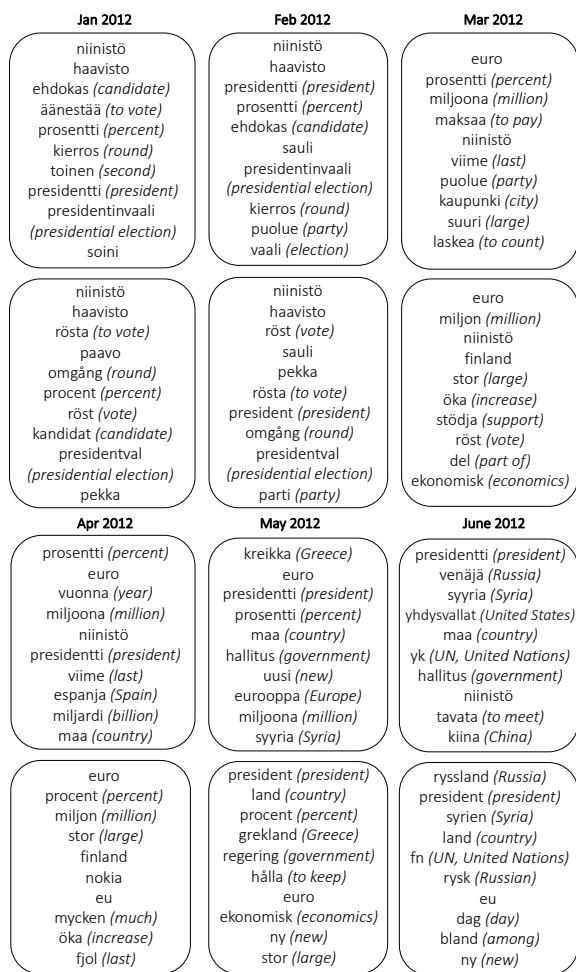 Jan 2012
niinistö
haavisto
ehdokas (candidate)
äänestää (to vote)
prosentti (percent)
kierros (round)
toinen (second)
presidentti (president)
presidentinvaali
(presidential election)
soini
niinistö
haavisto
rösta (to vote)
paavo
omgång (round)
procent (percent)
röst (vote)
kandidat (candidate)
presidentval
(presidential election)
pekka
Feb 2012
niinistö
haavisto
presidentti (president)
prosentti (percent)
ehdokas (candidate)
sauli
presidentinvaali
(presidential election)
kierros (round)
puolue (party)
vaali (election)
niinistö
haavisto
röst (vote)
sauli
pekka
rösta (to vote)
president (president)
omgång (round)
presidentval
(presidential election)
parti (party)
Mar 2012
euro
prosentti (percent)
miljoona (million)
maksaa (to pay)
niinistö
viime (last)
puolue (party)
kaupunki (city)
suuri (large)
laskea (to count)
euro
miljon (million)
niinistö
finland
stor (large)
öka (increase)
stödja (support)
röst (vote)
del (part of)
ekonomisk (economics)
Apr 2012
prosentti (percent)
euro
vuonna (year)
miljoona (million)
niinistö
presidentti (president)
viime (last)
espanja (Spain)
miljardi (billion)
maa (country)
euro
procent (percent)
miljon (million)
stor (large)
finland
nokia
eu
mycken (much)
öka (increase)
fjol (last)
May 2012
kreikka (Greece)
euro
presidentti (president)
prosentti (percent)
maa (country)
hallitus (government)
uusi (new)
eurooppa (Europe)
miljoona (million)
syyria (Syria)
president (president)
land (country)
procent (percent)
grekland (Greece)
regering (government)
hålla (to keep)
euro
ekonomisk (economics)
ny (new)
stor (large)
June 2012
presidentti (president)
venäjä (Russia)
syyria (Syria)
yhdysvallat (United States)
maa (country)
yk (UN, United Nations)
hallitus (government)
niinistö
tavata (to meet)
kiina (China)
ryssland (Russia)
president (president)
syrien (Syria)
land (country)
fn (UN, United Nations)
rysk (Russian)
eu
dag (day)
bland (among)
ny (new)